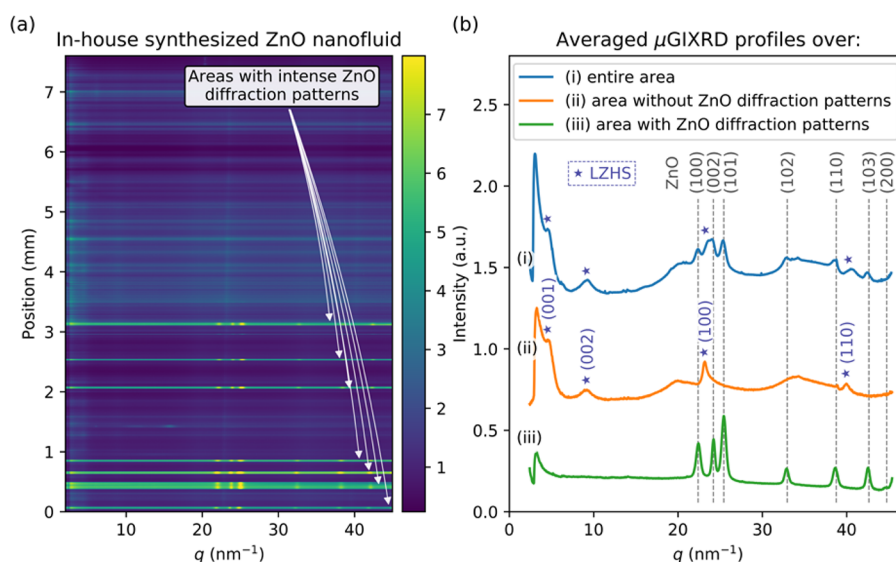 (a)
In-house synthesized ZnO nanofluid
Areas with intense ZnO
diffraction patterns
Position (mm)
7
6
5
4
3
2
1
0
10
20
30
40
q (nm⁻¹)
7
6
5
4
3
2
1
(b)
Averaged μGIXRD profiles over:
(i) entire area
(ii) area without ZnO diffraction patterns
(iii) area with ZnO diffraction patterns
★ LZHS
ZnO
(100)
(002)
(101)
(102)
(110)
(103)
(200)
Intensity (a.u.)
2.5
2.0
1.5
1.0
0.5
0.0
(i)
(ii)
(iii)
(001)
(002)
(100)
(110)
0
10
20
30
40
q (nm⁻¹)